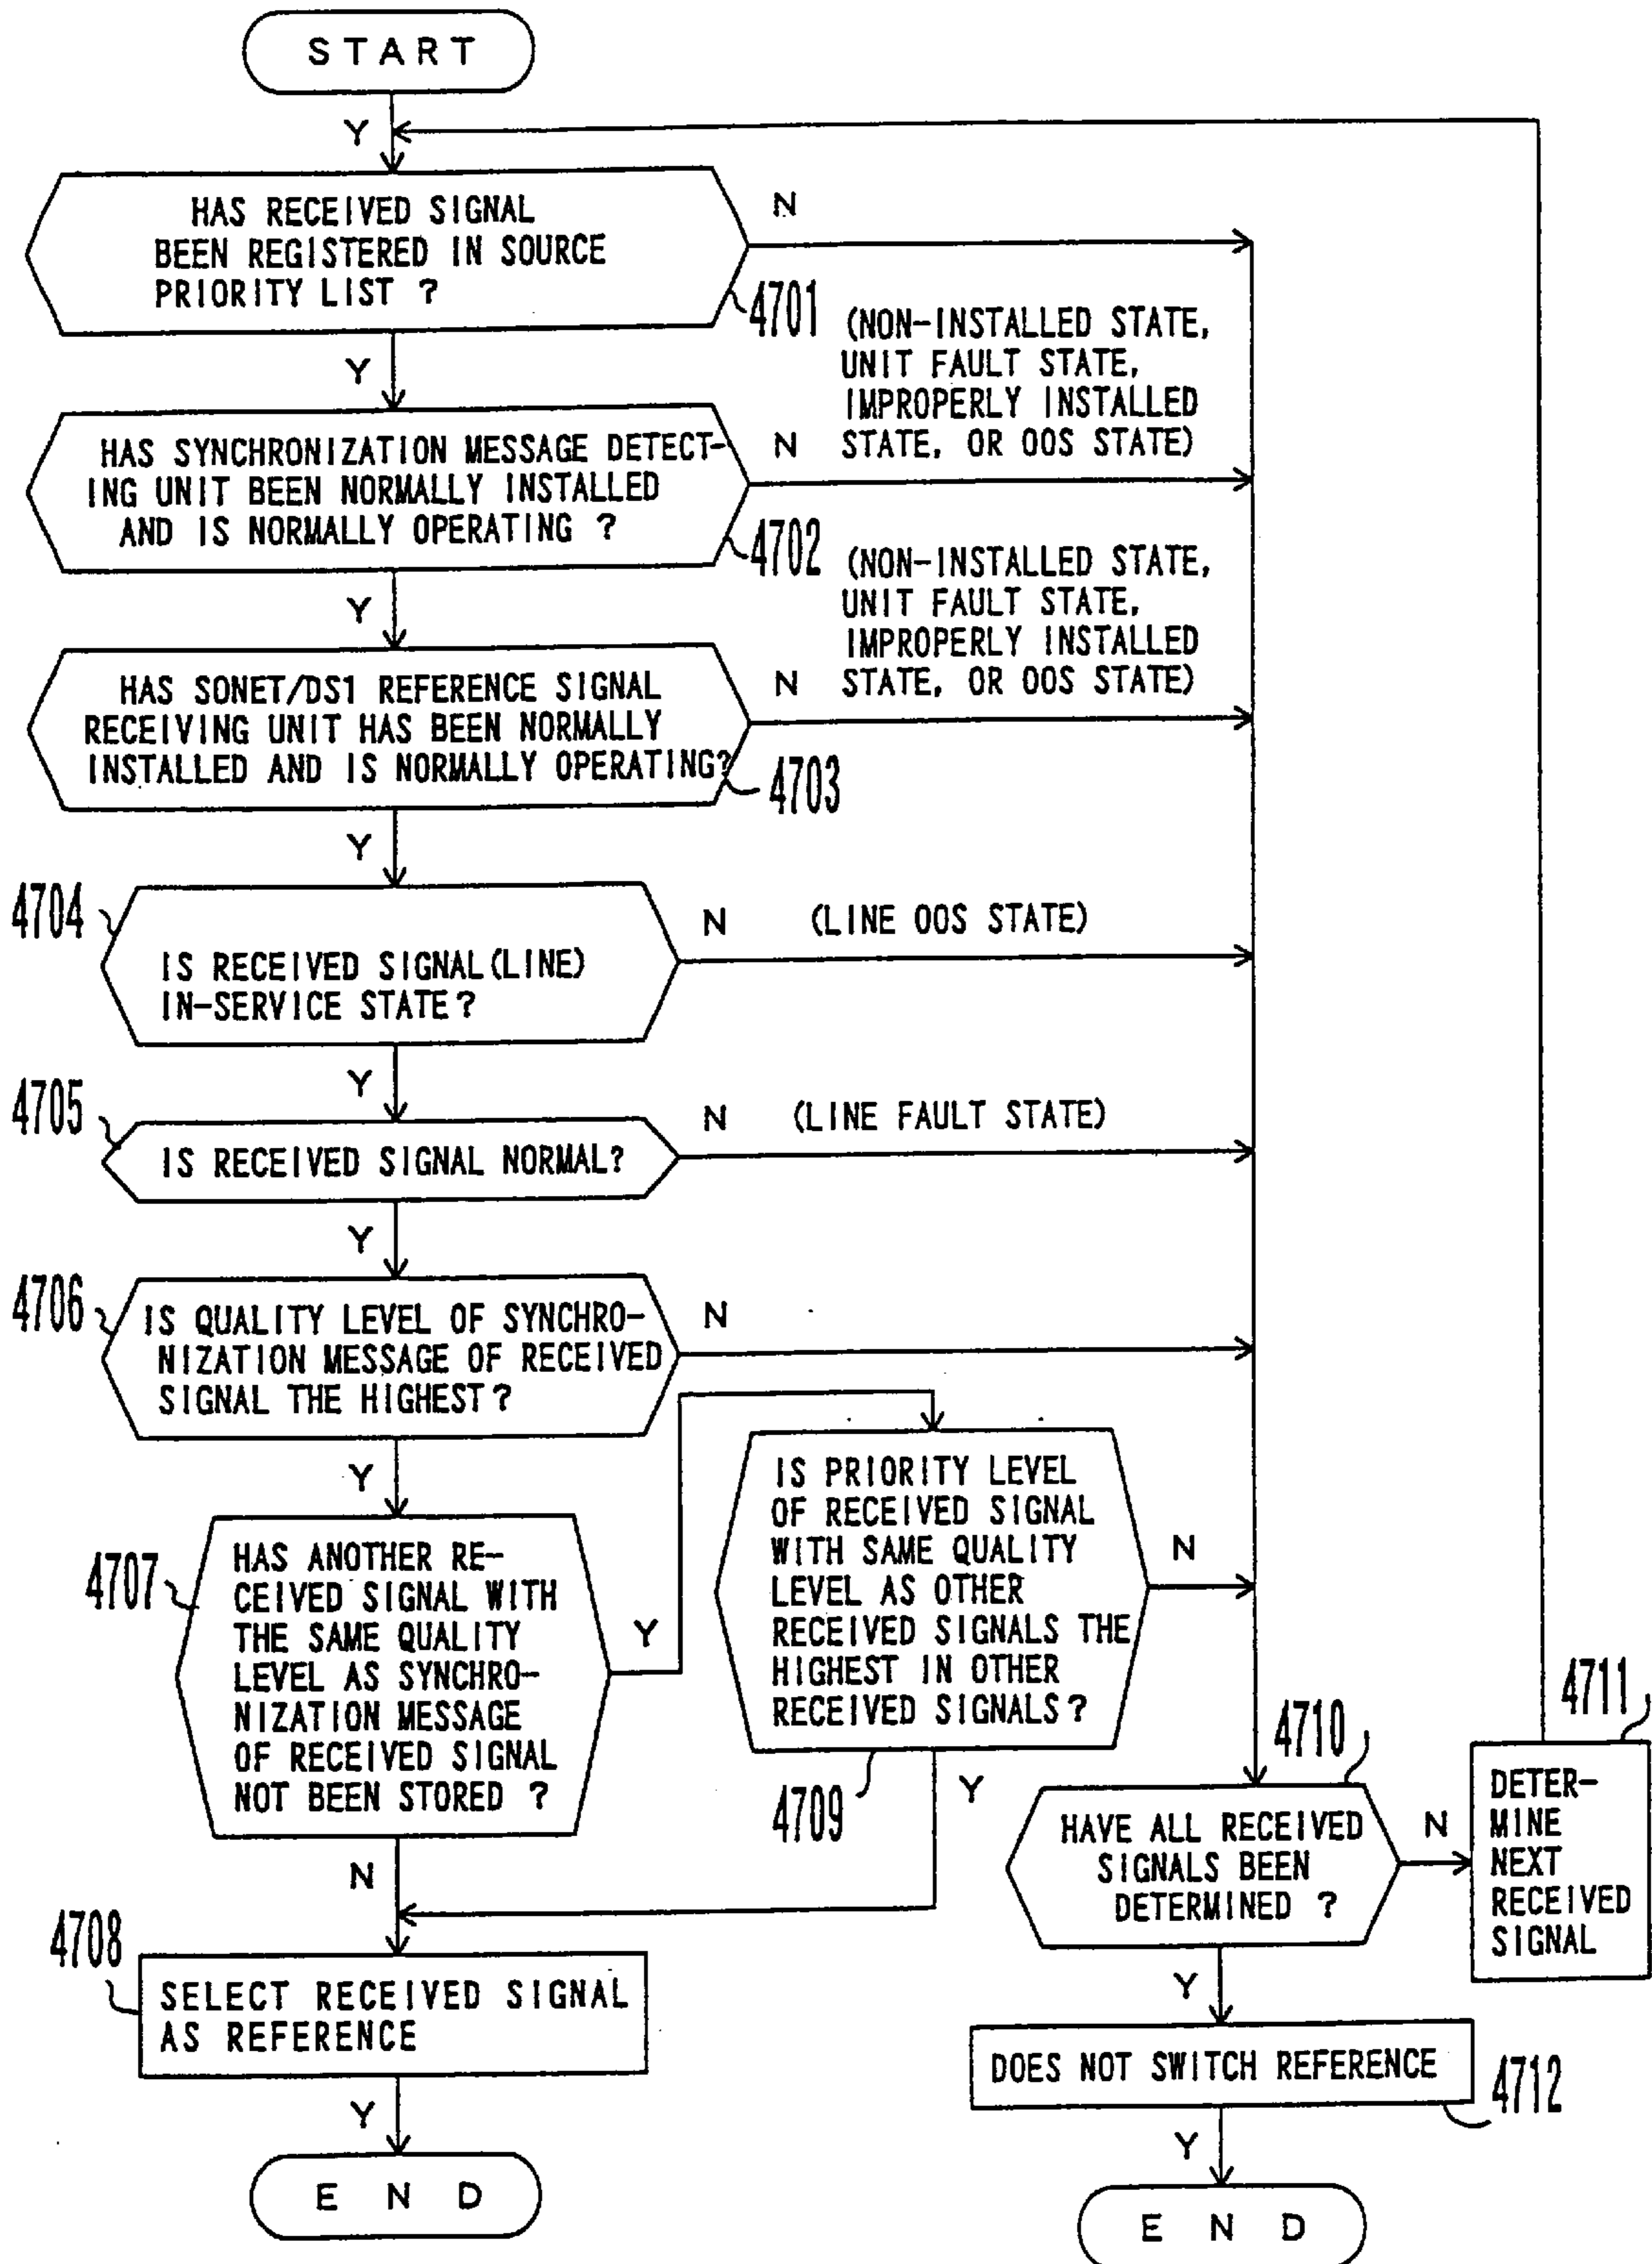 START
Y
HAS RECEIVED SIGNAL
BEEN REGISTERED IN SOURCE
PRIORITY LIST ?
N
4701
(NON-INSTALLED STATE,
UNIT FAULT STATE,
IMPROPERLY INSTALLED
STATE, OR OOS STATE)
Y
HAS SYNCHRONIZATION MESSAGE DETECT-
ING UNIT BEEN NORMALLY INSTALLED
AND IS NORMALLY OPERATING ?
N
4702
(NON-INSTALLED STATE,
UNIT FAULT STATE,
IMPROPERLY INSTALLED
STATE, OR OOS STATE)
Y
HAS SONET/DS1 REFERENCE SIGNAL
RECEIVING UNIT HAS BEEN NORMALLY
INSTALLED AND IS NORMALLY OPERATING?
N
4703
Y
4704
IS RECEIVED SIGNAL(LINE)
IN-SERVICE STATE?
N (LINE OOS STATE)
Y
4705
IS RECEIVED SIGNAL NORMAL?
N (LINE FAULT STATE)
Y
4706
IS QUALITY LEVEL OF SYNCHRO-
NIZATION MESSAGE OF RECEIVED
SIGNAL THE HIGHEST?
N
Y
4707
HAS ANOTHER RE-
CEIVED SIGNAL WITH
THE SAME QUALITY
LEVEL AS SYNCHRO-
NIZATION MESSAGE
OF RECEIVED SIGNAL
NOT BEEN STORED ?
Y
IS PRIORITY LEVEL
OF RECEIVED SIGNAL
WITH SAME QUALITY
LEVEL AS OTHER
RECEIVED SIGNALS THE
HIGHEST IN OTHER
RECEIVED SIGNALS?
N
4709
Y
N
4708
SELECT RECEIVED SIGNAL
AS REFERENCE
Y
END
4710
HAVE ALL RECEIVED
SIGNALS BEEN
DETERMINED ?
N
4711
DETER-
MINE
NEXT
RECEIVED
SIGNAL
Y
DOES NOT SWITCH REFERENCE
4712
Y
END